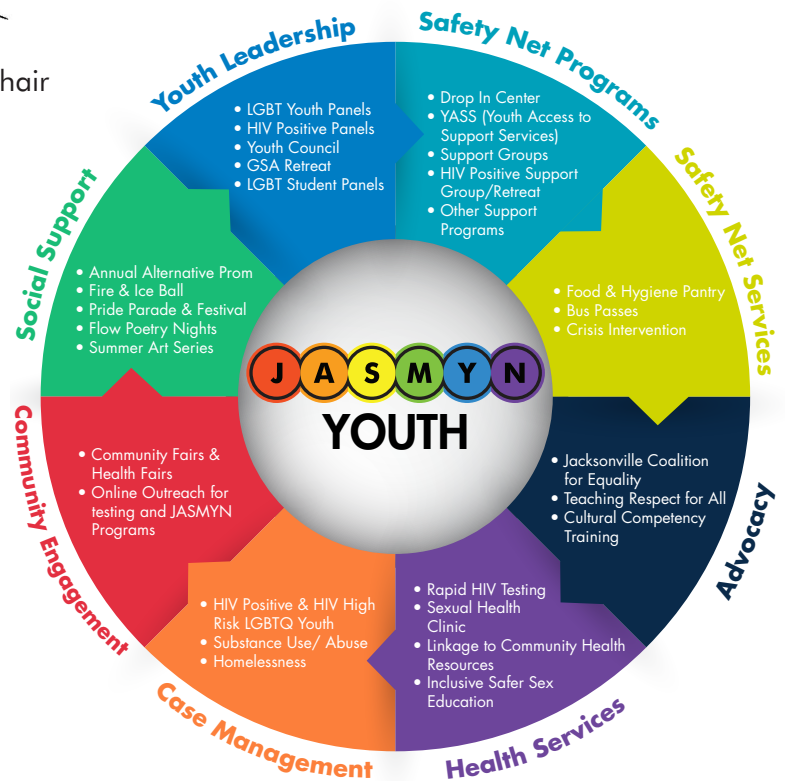 hair
Youth Leadership
• LGBT Youth Panels
• HIV Positive Panels
• Youth Council
• GSA Retreat
• LGBT Student Panels
Safety Net Programs
• Drop In Center
• YASS (Youth Access to
Support Services)
• Support Groups
• HIV Positive Support
Group/Retreat
• Other Support
Programs
Safety Net Services
• Food & Hygiene Pantry
• Bus Passes
• Crisis Intervention
Advocacy
• Jacksonville Coalition
for Equality
• Teaching Respect for All
• Cultural Competency
Training
Health Services
• Rapid HIV Testing
• Sexual Health
Clinic
• Linkage to Community Health
Resources
• Inclusive Safer Sex
Education
Case Management
• HIV Positive & HIV High
Risk LGBTQ Youth
• Substance Use/ Abuse
• Homelessness
Community Engagement
• Community Fairs &
Health Fairs
• Online Outreach for
testing and JASMYN
Programs
Social Support
• Annual Alternative Prom
• Fire & Ice Ball
• Pride Parade & Festival
• Flow Poetry Nights
• Summer Art Series
JASMYN
YOUTH